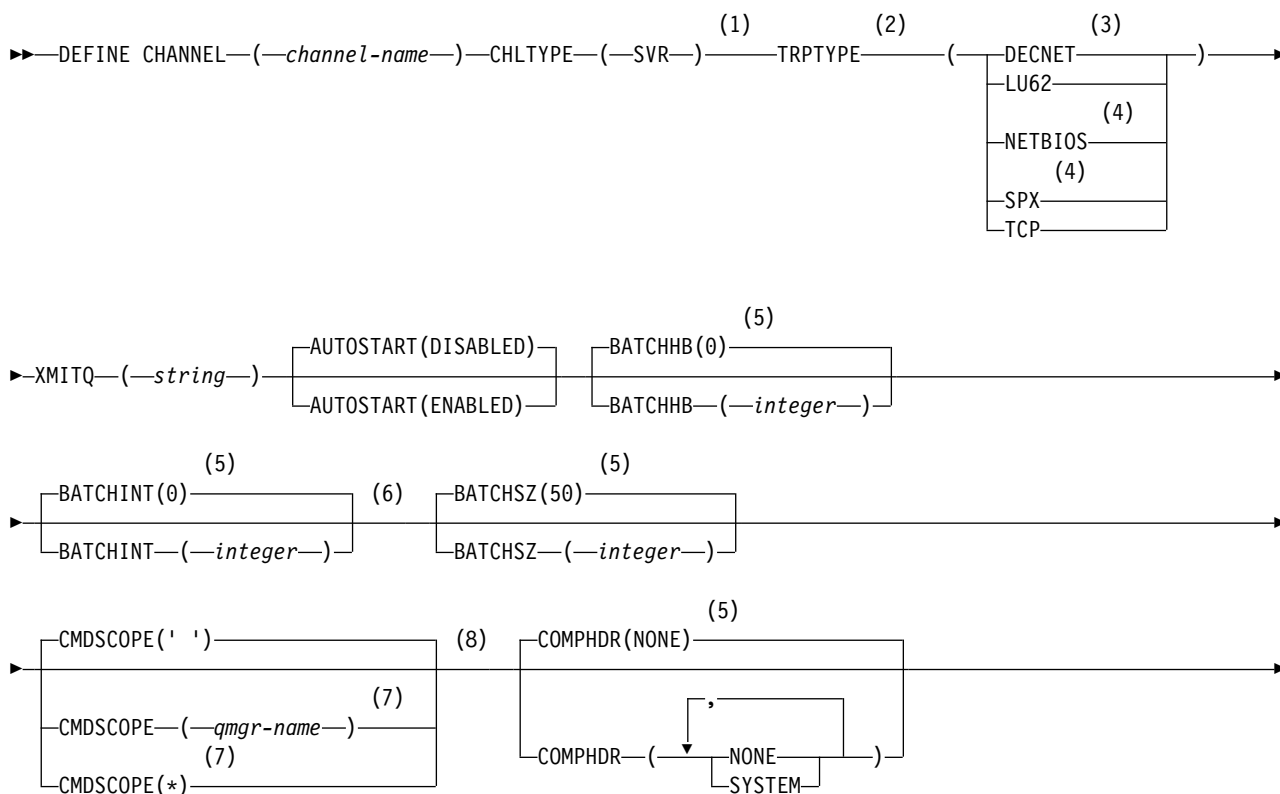 (1) (2) (3)
DEFINE CHANNEL ( channel-name ) CHLTYPE ( SVR ) TRPTYPE ( DECNET )
LU62
(4)
NETBIOS
(4)
SPX
TCP
(5)
AUTOSTART(DISABLED) BATCHHB(0)
XMITQ ( string )
AUTOSTART(ENABLED) BATCHHB ( integer )
(5) (5)
BATCHINT(0) (6) BATCHSZ(50)
BATCHINT ( integer ) BATCHSZ ( integer )
(5)
CMDSCOPE(' ') (8) COMPHDR(NONE)
(7) ,
CMDSCOPE ( qmgr-name )
(7) COMPHDR ( NONE )
CMDSCOPE(*) SYSTEM